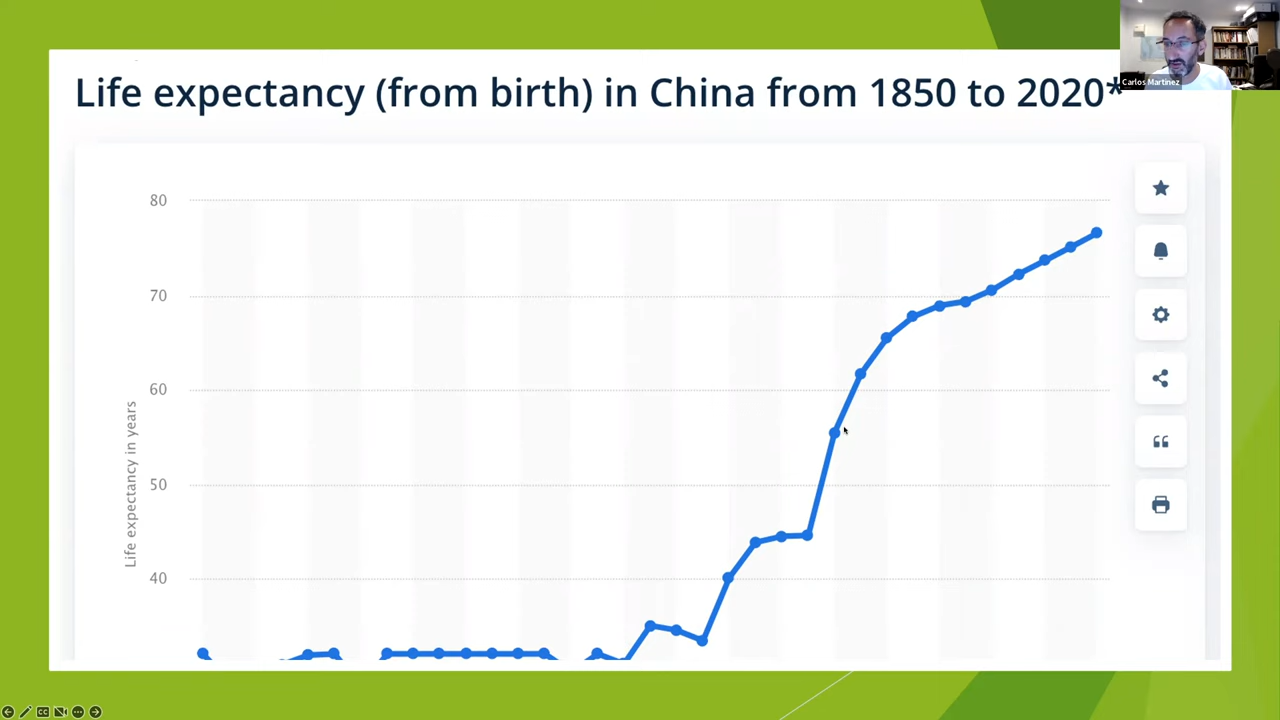 Carlos Martinez
Life expectancy (from birth) in China from 1850 to 2020*
80
70
60
50
40
Life expectancy in years
CC